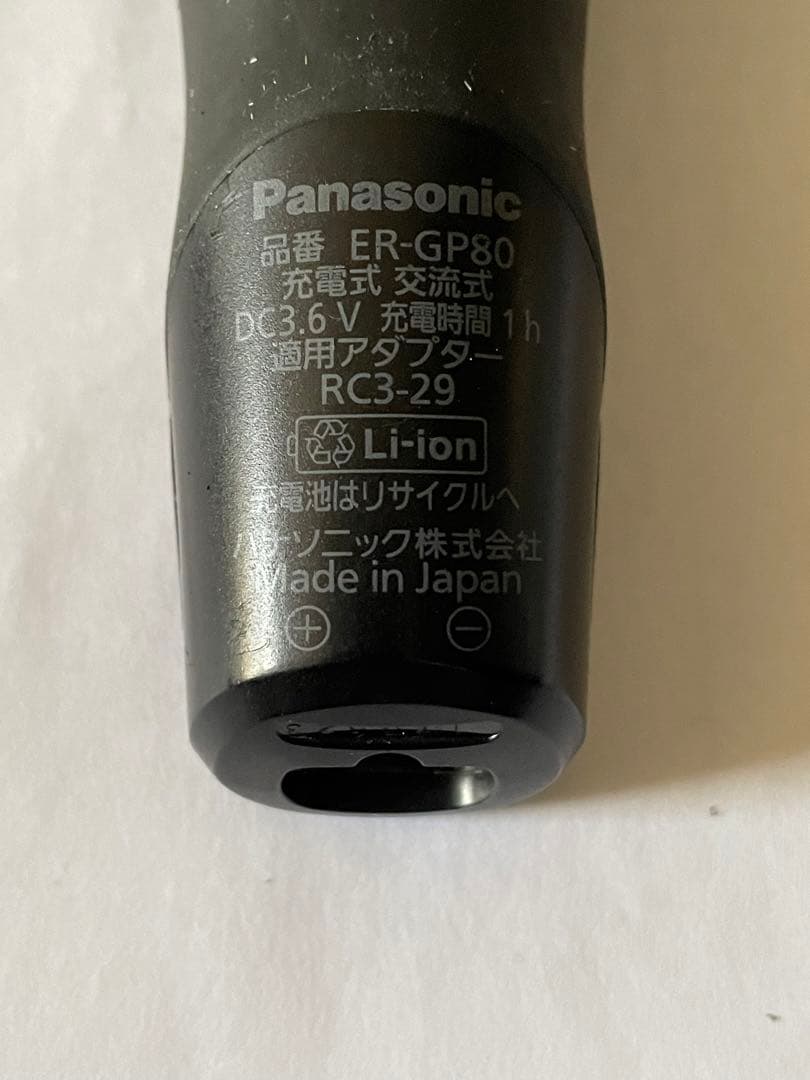 Panasonic
品番 ER-GP80
充電式 交流式
DC3.6 V 充電時間 1 h
適用アダプター
RC3-29
Li-ion
充電池はリサイクルへ
パナソニック株式会社
Made in Japan
+ −